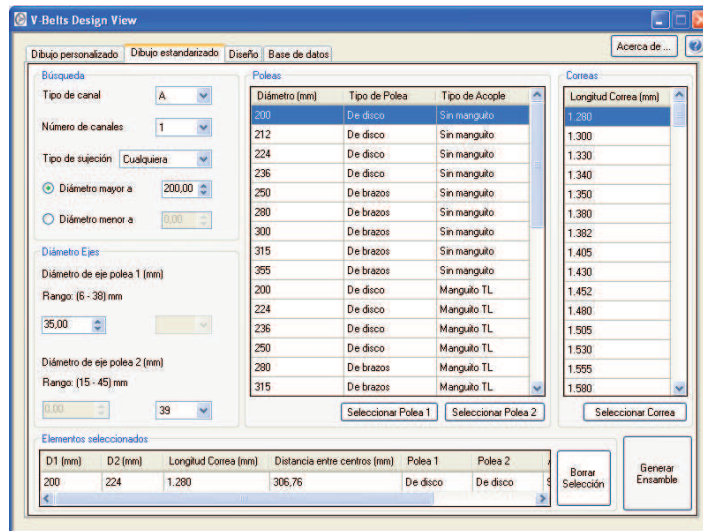 V-Belts Design View
Dibujo personalizado Dibujo estandarizado Diseño Base de datos
Acerca de ...
Búsqueda
Tipo de canal A
Número de canales 1
Tipo de sujeción Cualquiera
Diámetro mayor a 200,00
Diámetro menor a 0,00
Diámetro Ejes
Diámetro de eje polea 1 (mm)
Rango: (6 - 38) mm
35,00
Diámetro de eje polea 2 (mm)
Rango: (15 - 45) mm
0,00 39
Poleas
Diámetro (mm) Tipo de Polea Tipo de Acople
200 De disco Sin manguito
212 De disco Sin manguito
224 De disco Sin manguito
236 De disco Sin manguito
250 De brazos Sin manguito
280 De brazos Sin manguito
300 De brazos Sin manguito
315 De brazos Sin manguito
355 De brazos Sin manguito
200 De disco Manguito TL
224 De disco Manguito TL
236 De disco Manguito TL
250 De disco Manguito TL
280 De brazos Manguito TL
315 De brazos Manguito TL
Seleccionar Polea 1 Seleccionar Polea 2
Correas
Longitud Correa (mm)
1.280
1.300
1.330
1.340
1.350
1.380
1.382
1.405
1.430
1.452
1.480
1.505
1.530
1.555
1.580
Seleccionar Correa
Elementos seleccionados
D1 (mm) D2 (mm) Longitud Correa (mm) Distancia entre centros (mm) Polea 1 Polea 2
200 224 1.280 306,76 De disco De disco
Borrar
Selección
Generar
Ensamble